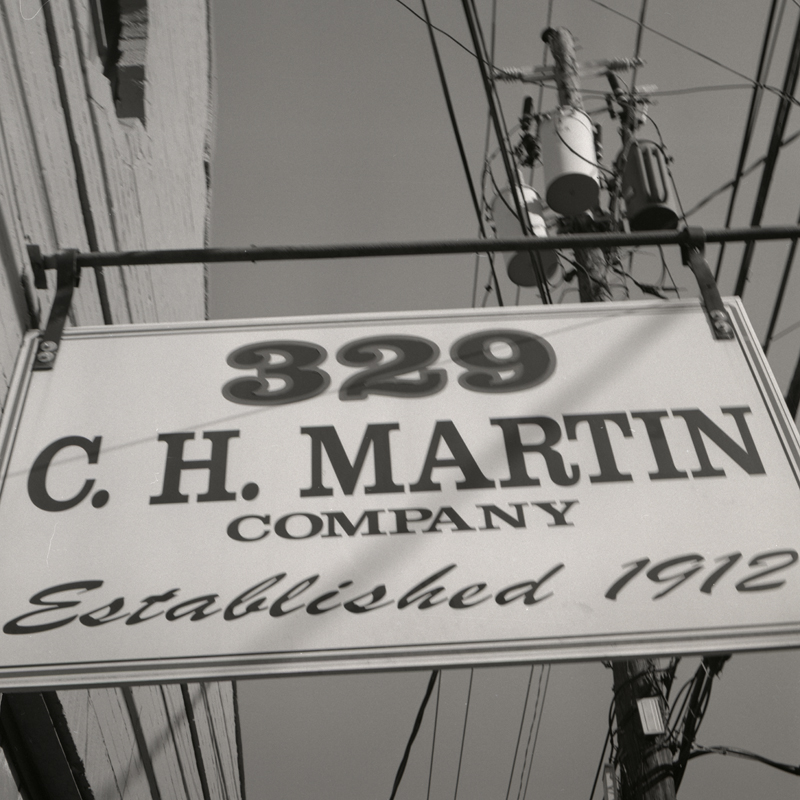 329
C. H. MARTIN
COMPANY
Established 1912